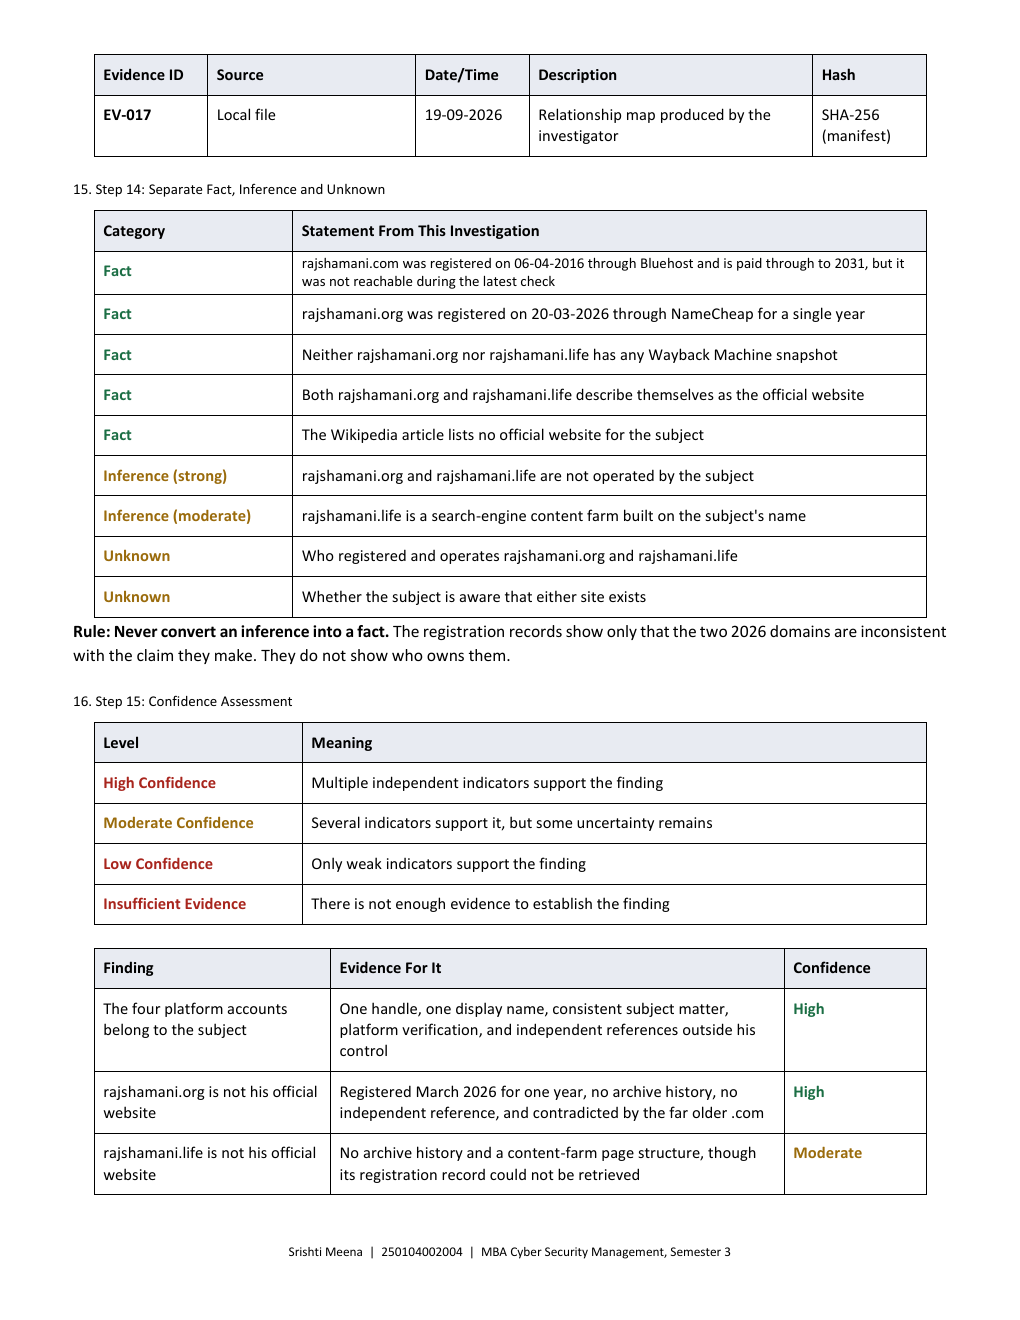 Evidence ID Source Date/Time Description Hash
EV-017 Local file 19-09-2026 Relationship map produced by the SHA-256
investigator (manifest)
15. Step 14: Separate Fact, Inference and Unknown
Category Statement From This Investigation
Fact rajshamani.com was registered on 06-04-2016 through Bluehost and is paid through to 2031, but it
was not reachable during the latest check
Fact rajshamani.org was registered on 20-03-2026 through NameCheap for a single year
Fact Neither rajshamani.org nor rajshamani.life has any Wayback Machine snapshot
Fact Both rajshamani.org and rajshamani.life describe themselves as the official website
Fact The Wikipedia article lists no official website for the subject
Inference (strong) rajshamani.org and rajshamani.life are not operated by the subject
Inference (moderate) rajshamani.life is a search-engine content farm built on the subject's name
Unknown Who registered and operates rajshamani.org and rajshamani.life
Unknown Whether the subject is aware that either site exists
Rule: Never convert an inference into a fact. The registration records show only that the two 2026 domains are inconsistent
with the claim they make. They do not show who owns them.
16. Step 15: Confidence Assessment
Level Meaning
High Confidence Multiple independent indicators support the finding
Moderate Confidence Several indicators support it, but some uncertainty remains
Low Confidence Only weak indicators support the finding
Insufficient Evidence There is not enough evidence to establish the finding
Finding Evidence For It Confidence
The four platform accounts One handle, one display name, consistent subject matter, High
belong to the subject platform verification, and independent references outside his
control
rajshamani.org is not his official Registered March 2026 for one year, no archive history, no High
website independent reference, and contradicted by the far older .com
rajshamani.life is not his official No archive history and a content-farm page structure, though Moderate
website its registration record could not be retrieved
Srishti Meena | 250104002004 | MBA Cyber Security Management, Semester 3